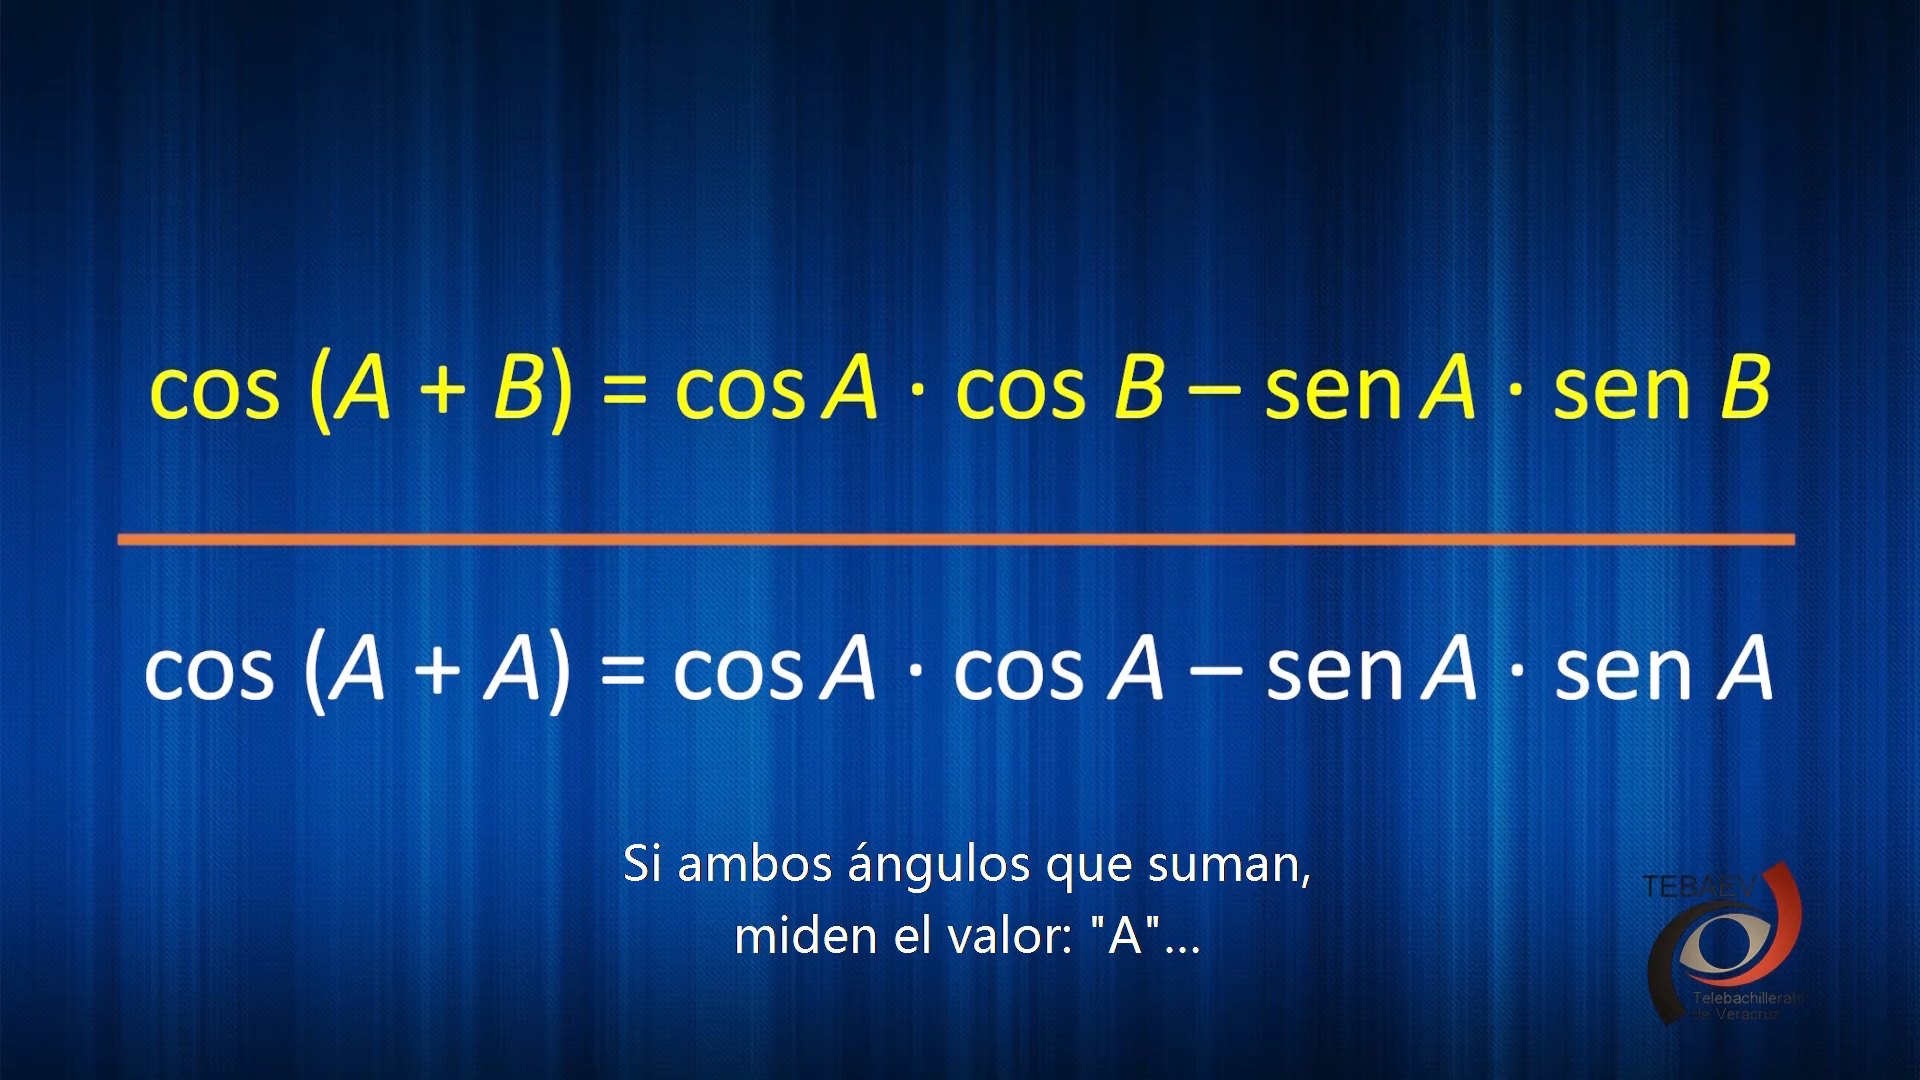 cos (A + B) = cos A · cos B – sen A · sen B
cos (A + A) = cos A · cos A – sen A · sen A
Si ambos ángulos que suman,
miden el valor: "A"...
TEBAEV
Telebachillerato
de Veracruz